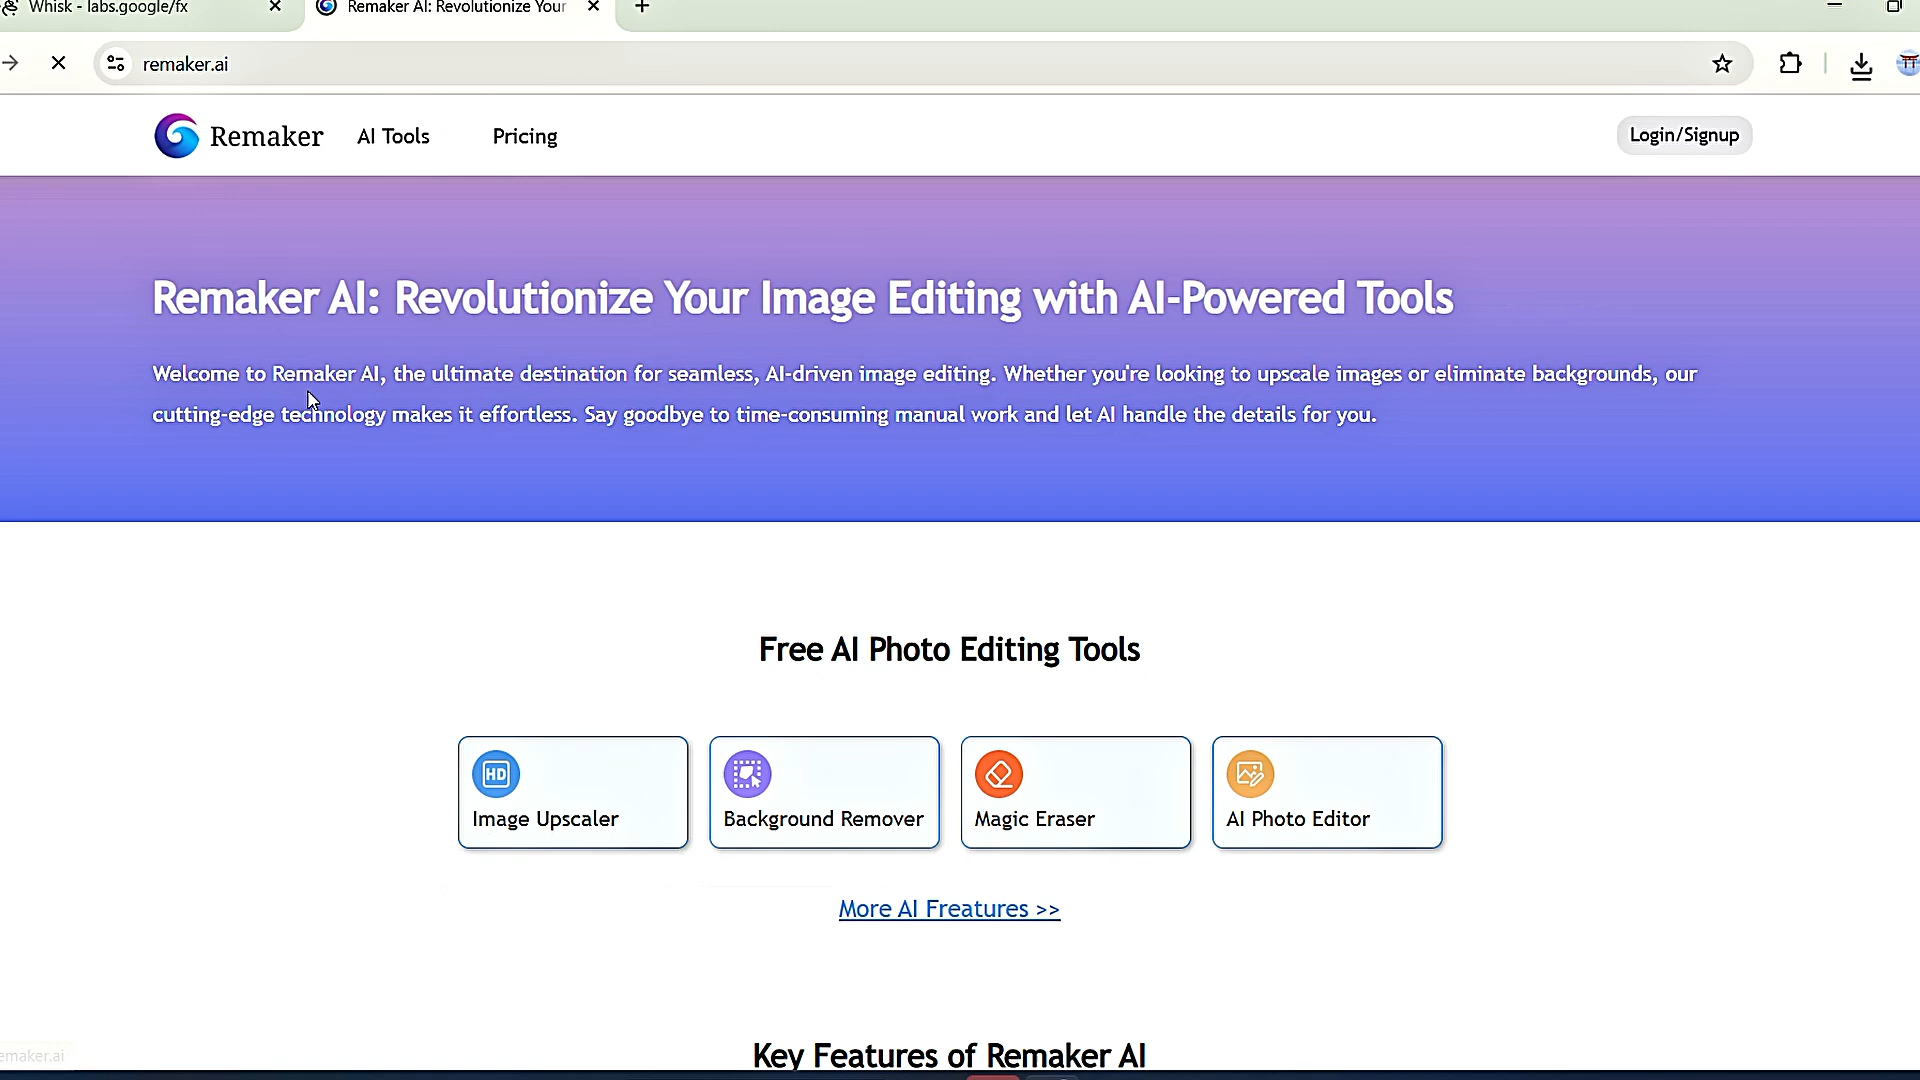 Whisk - labs.google/fx
Remaker AI: Revolutionize Your
remaker.ai
Remaker
AI Tools
Pricing
Login/Signup
Remaker AI: Revolutionize Your Image Editing with AI-Powered Tools
Welcome to Remaker AI, the ultimate destination for seamless, AI-driven image editing. Whether you're looking to upscale images or eliminate backgrounds, our
cutting-edge technology makes it effortless. Say goodbye to time-consuming manual work and let AI handle the details for you.
Free AI Photo Editing Tools
HD
Image Upscaler
Background Remover
Magic Eraser
AI Photo Editor
More AI Freatures >>
Key Features of Remaker AI
emaker.ai